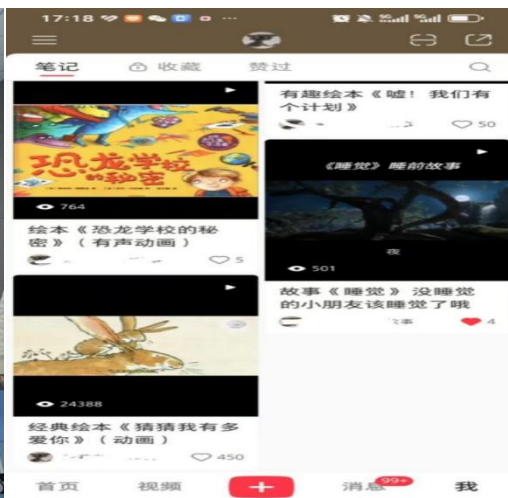 17:18
笔记
收藏
赞过
恐龙学校
的秘密
764
绘本《恐龙学校的秘
密》(有声动画)
5
24388
经典绘本《猜猜我有多
爱你》(动画)
450
有趣绘本《嘘! 我们有
个计划》
50
《睡觉》睡前故事
夜
501
故事《睡觉》没睡觉
的小朋友该睡觉了哦
4
首页
视频
消息
99+
我